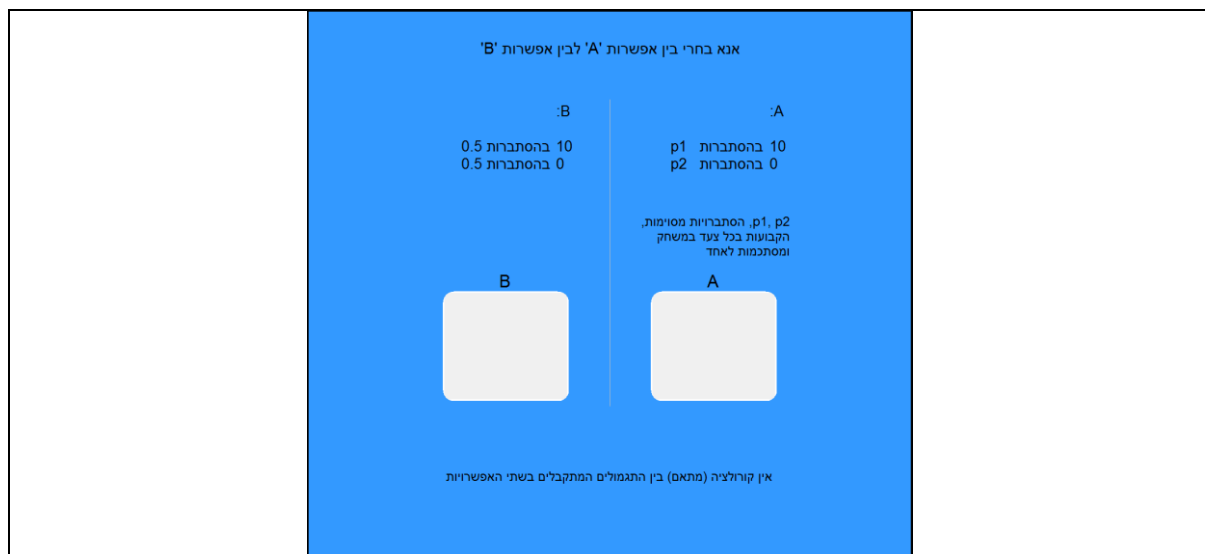 אנא בחרי בין אפשרות 'A' לבין אפשרות 'B'
A:
10 בהסתברות p1
0 בהסתברות p2
p1, p2, הסתברויות מסוימות,
הקבועות בכל צעד במשחק
ומסתכמות לאחד
A
B:
10 בהסתברות 0.5
0 בהסתברות 0.5
B
אין קורולציה (מתאם) בין התגמולים המתקבלים בשתי האפשרויות